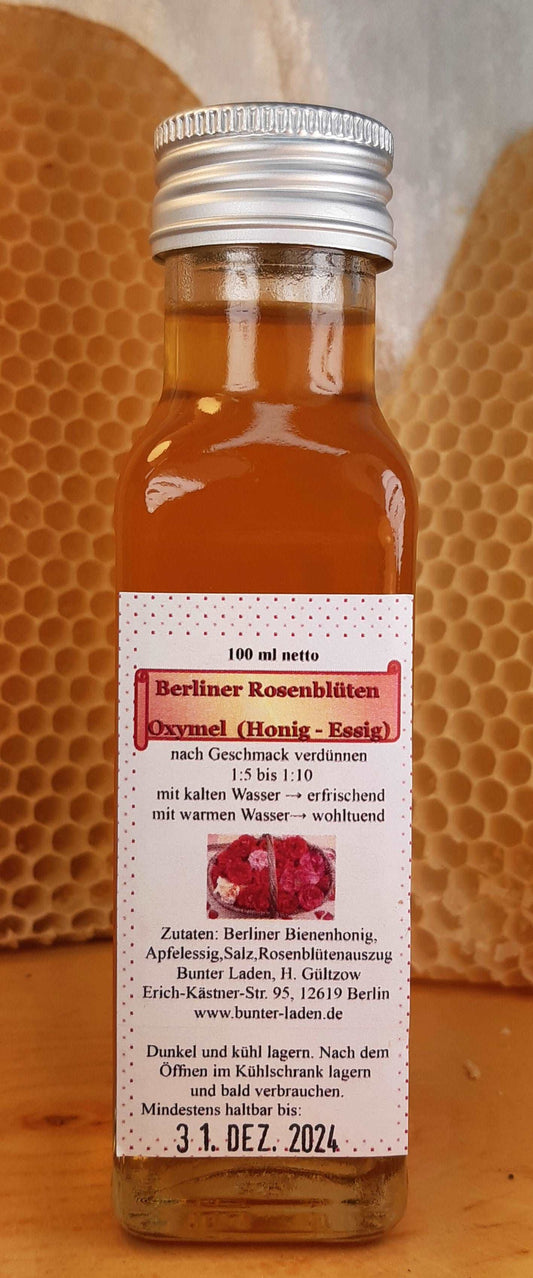 100 ml netto
Berliner Rosenblüten
Oxymel (Honig - Essig)
nach Geschmack verdünnen
1:5 bis 1:10
mit kalten Wasser → erfrischend
mit warmen Wasser→ wohltuend
Zutaten: Berliner Bienenhonig,
Apfelessig,Salz,Rosenblütenauszug
Bunter Laden, H. Gültzow
Erich-Kästner-Str. 95, 12619 Berlin
www.bunter-laden.de
Dunkel und kühl lagern. Nach dem
Öffnen im Kühlschrank lagern
und bald verbrauchen.
Mindestens haltbar bis:
31. DEZ. 2024